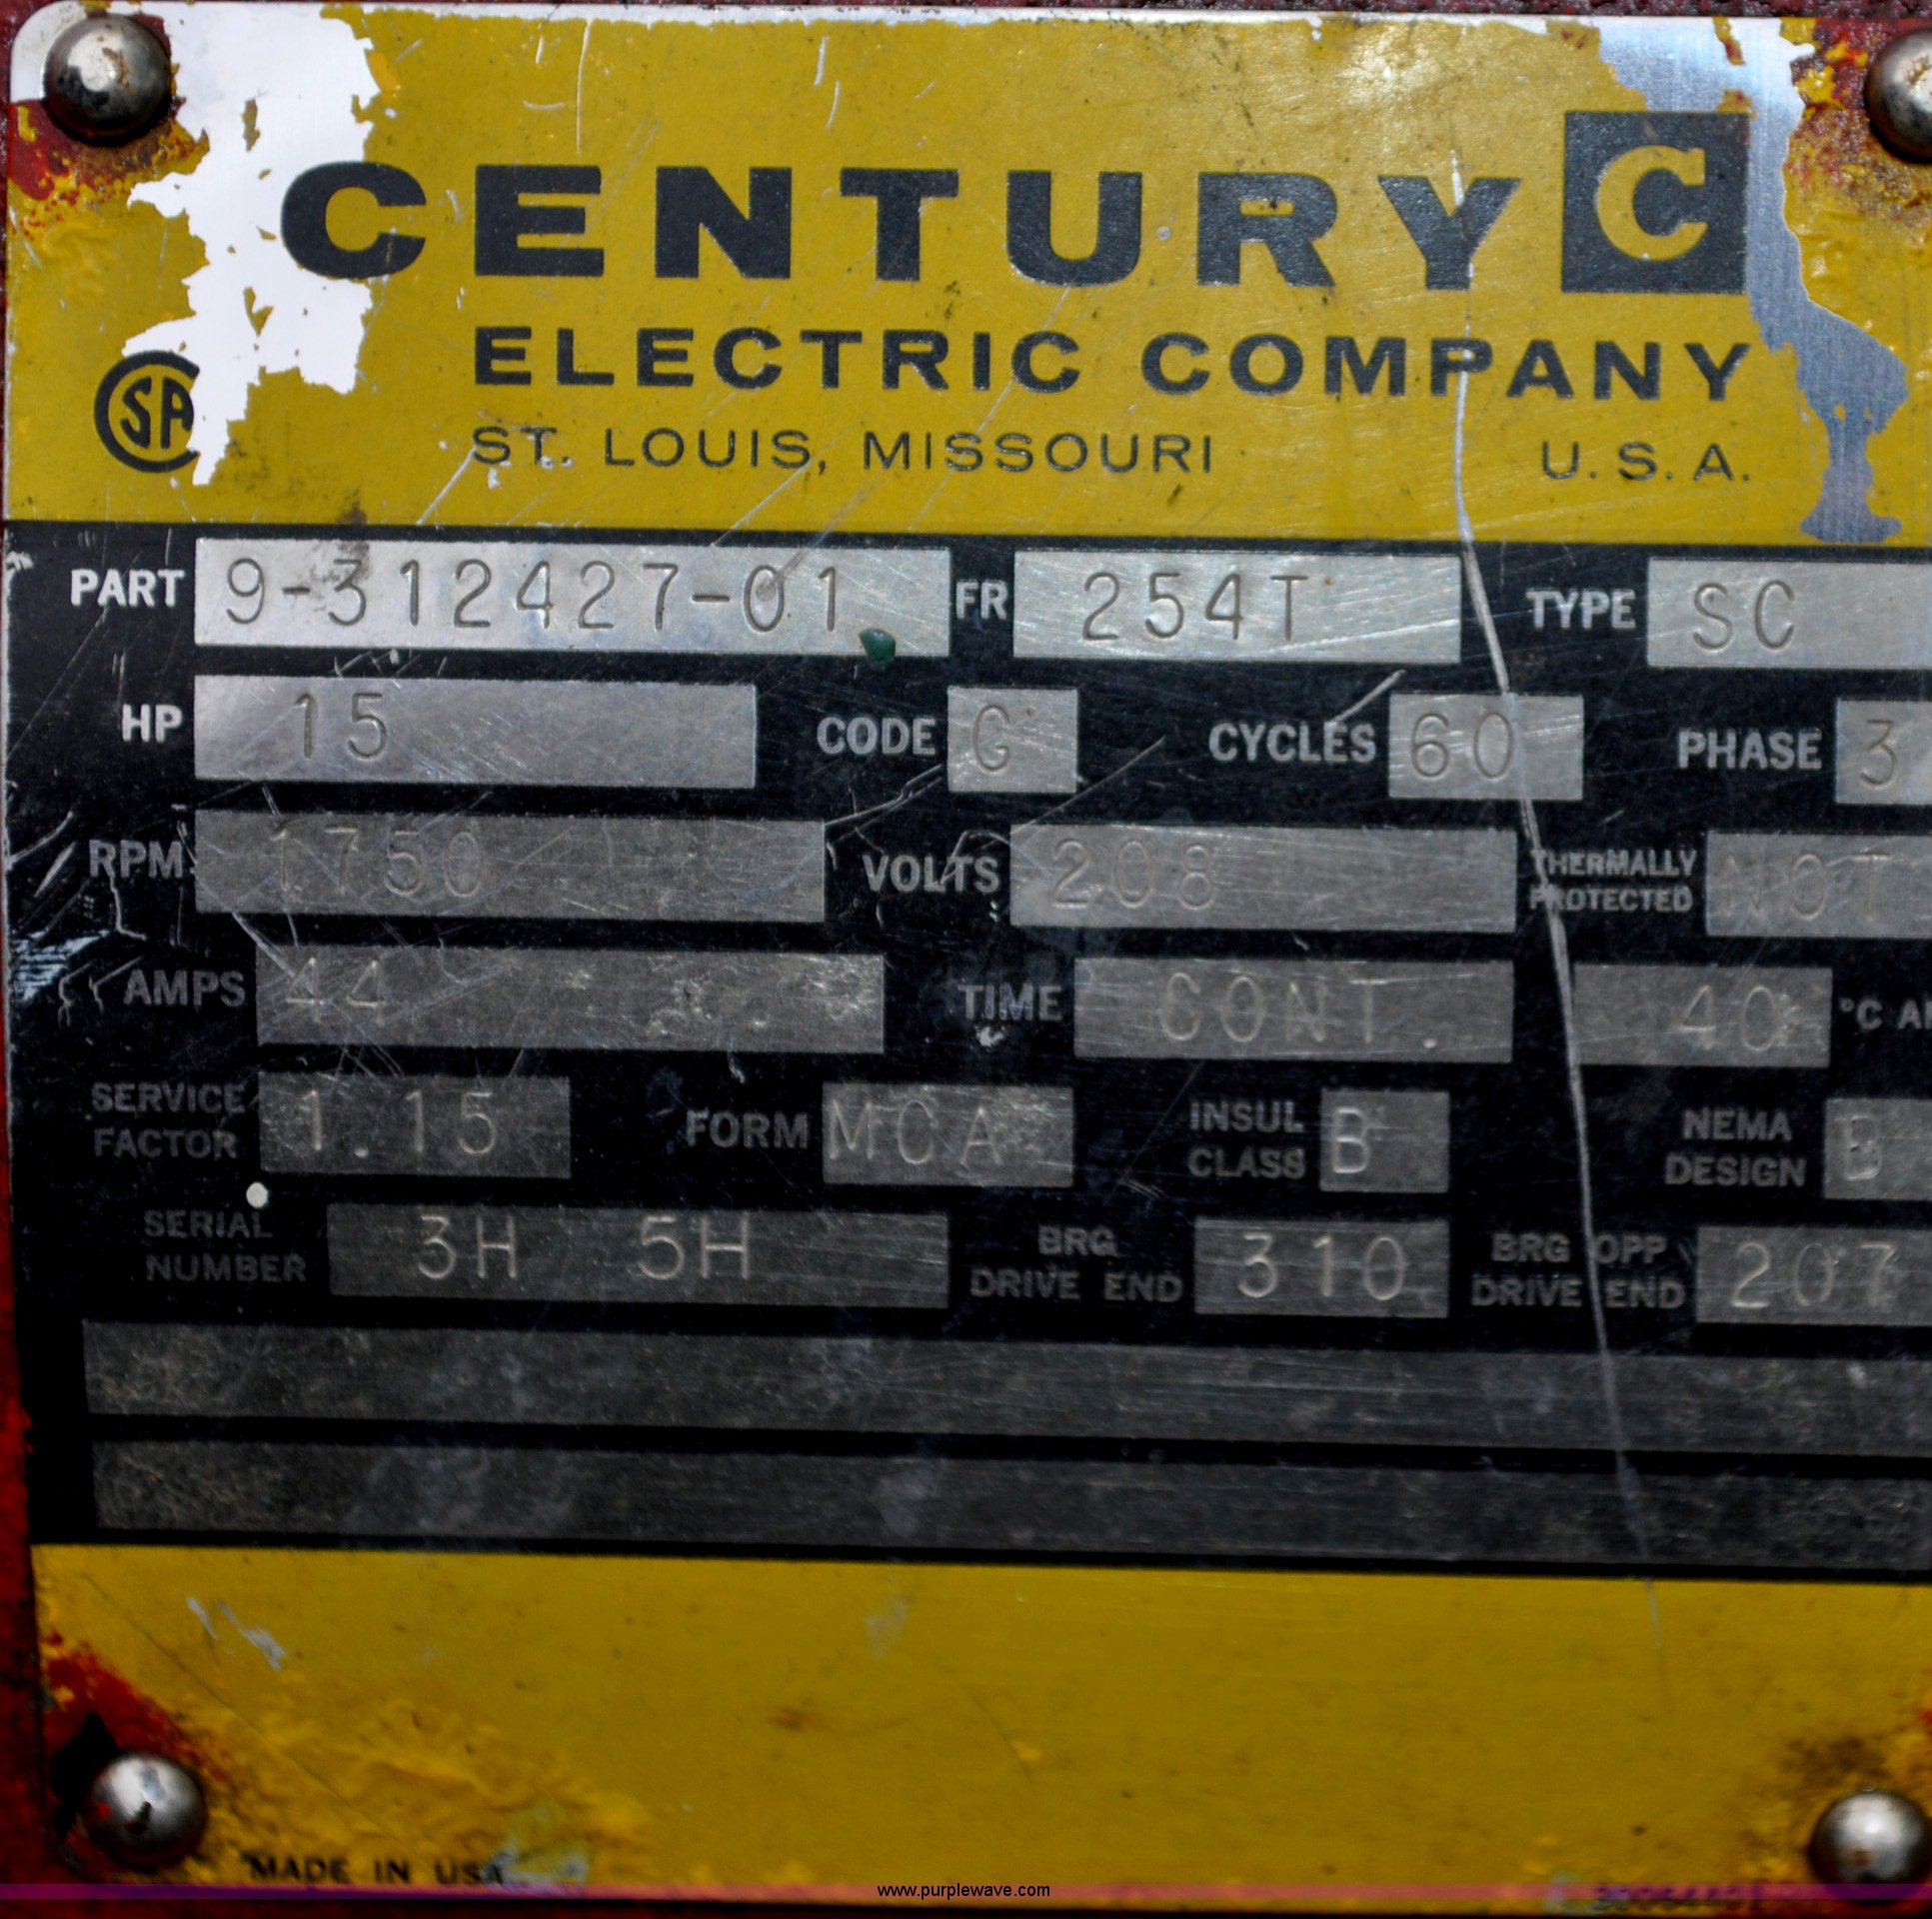 CENTURY C
ELECTRIC COMPANY
SA
ST. LOUIS, MISSOURI U.S.A.
PART 9-312427-01 FR 254T TYPE SC
HP 15 CODE G CYCLES 60 PHASE 3
RPM 1750 VOLTS 208 THERMALLY PROTECTED NOT
AMPS 44 TIME CONT. 40 °C
SERVICE FACTOR 1.15 FORM MCA INSUL CLASS B NEMA DESIGN B
SERIAL NUMBER 3H 5H BRG DRIVE END 310 BRG OPP DRIVE END 207
MADE IN USA
www.purplewave.com